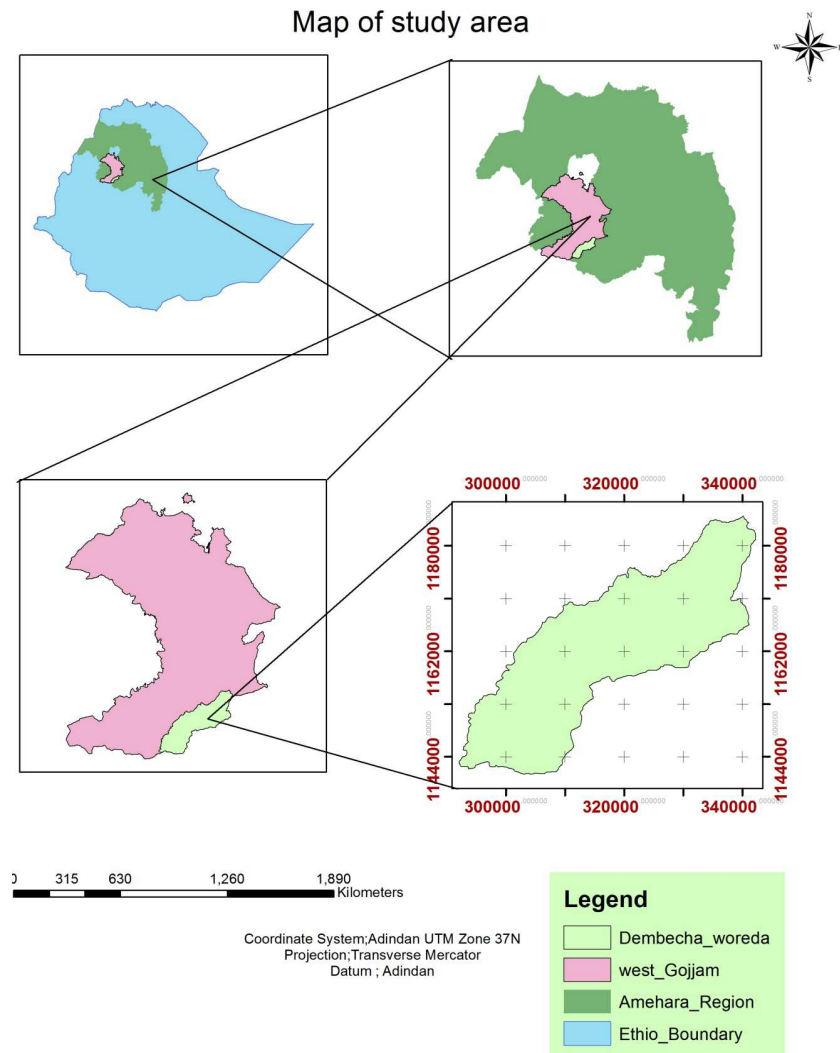 Map of study area
N
W
E
S
300000 320000 340000
1180000
1162000
1144000
1180000
1162000
1144000
300000 320000 340000
0 315 630 1,260 1,890
Kilometers
Coordinate System;Adindan UTM Zone 37N
Projection;Transverse Mercator
Datum ; Adindan
Legend
Dembecha_woreda
west_Gojjam
Amehara_Region
Ethio_Boundary